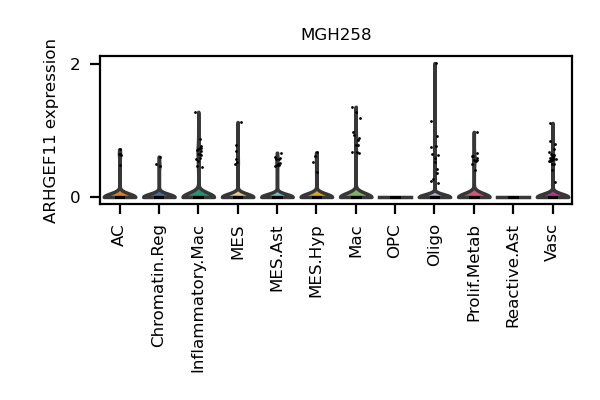 MGH258
ARHGEF11 expression
2
0
AC
Chromatin.Reg
Inflammatory.Mac
MES
MES.Ast
MES.Hyp
Mac
OPC
Oligo
Prolif.Metab
Reactive.Ast
Vasc